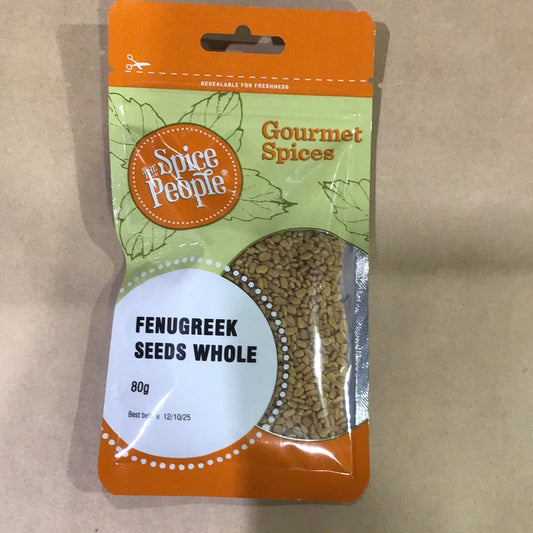 RESEALABLE FOR FRESHNESS
THE Spice
People®
Gourmet
Spices
FENUGREEK
SEEDS WHOLE
80g
Best before 12/10/25